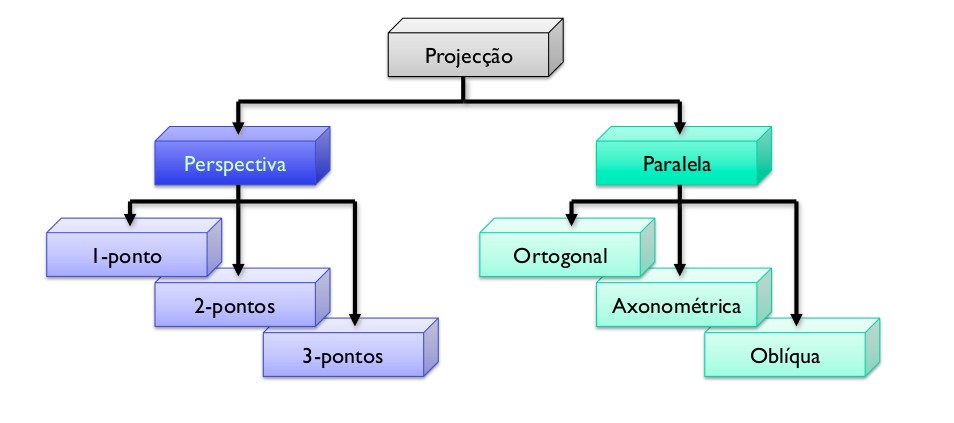 Projecção
Perspectiva
Paralela
1-ponto
Ortogonal
2-pontos
Axonométrica
3-pontos
Oblíqua